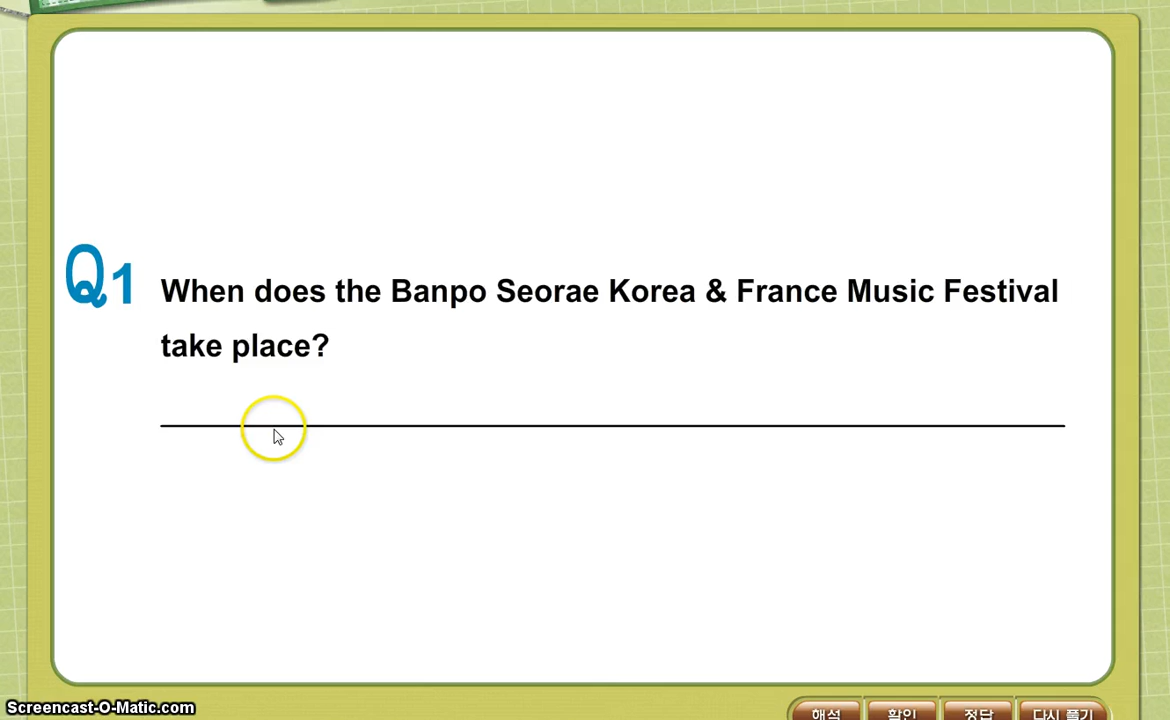 Q1 When does the Banpo Seorae Korea & France Music Festival
take place?
Screencast-O-Matic.com
해설 확인 정답 다시 풀기